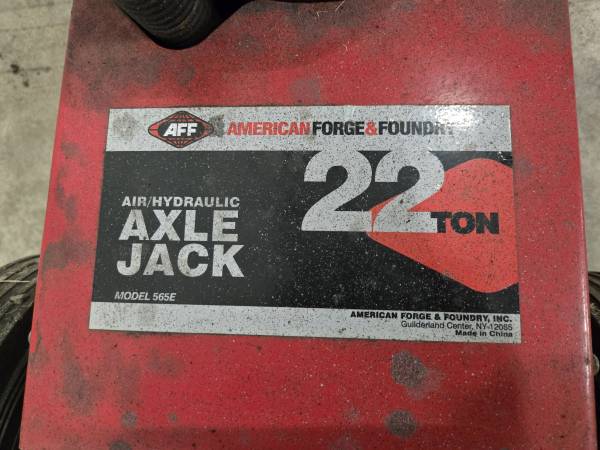 AFF AMERICAN FORGE & FOUNDRY
22 TON
AIR/HYDRAULIC
AXLE
JACK
MODEL 565E
AMERICAN FORGE & FOUNDRY, INC.
Guilderland Center, NY-12085
Made in China